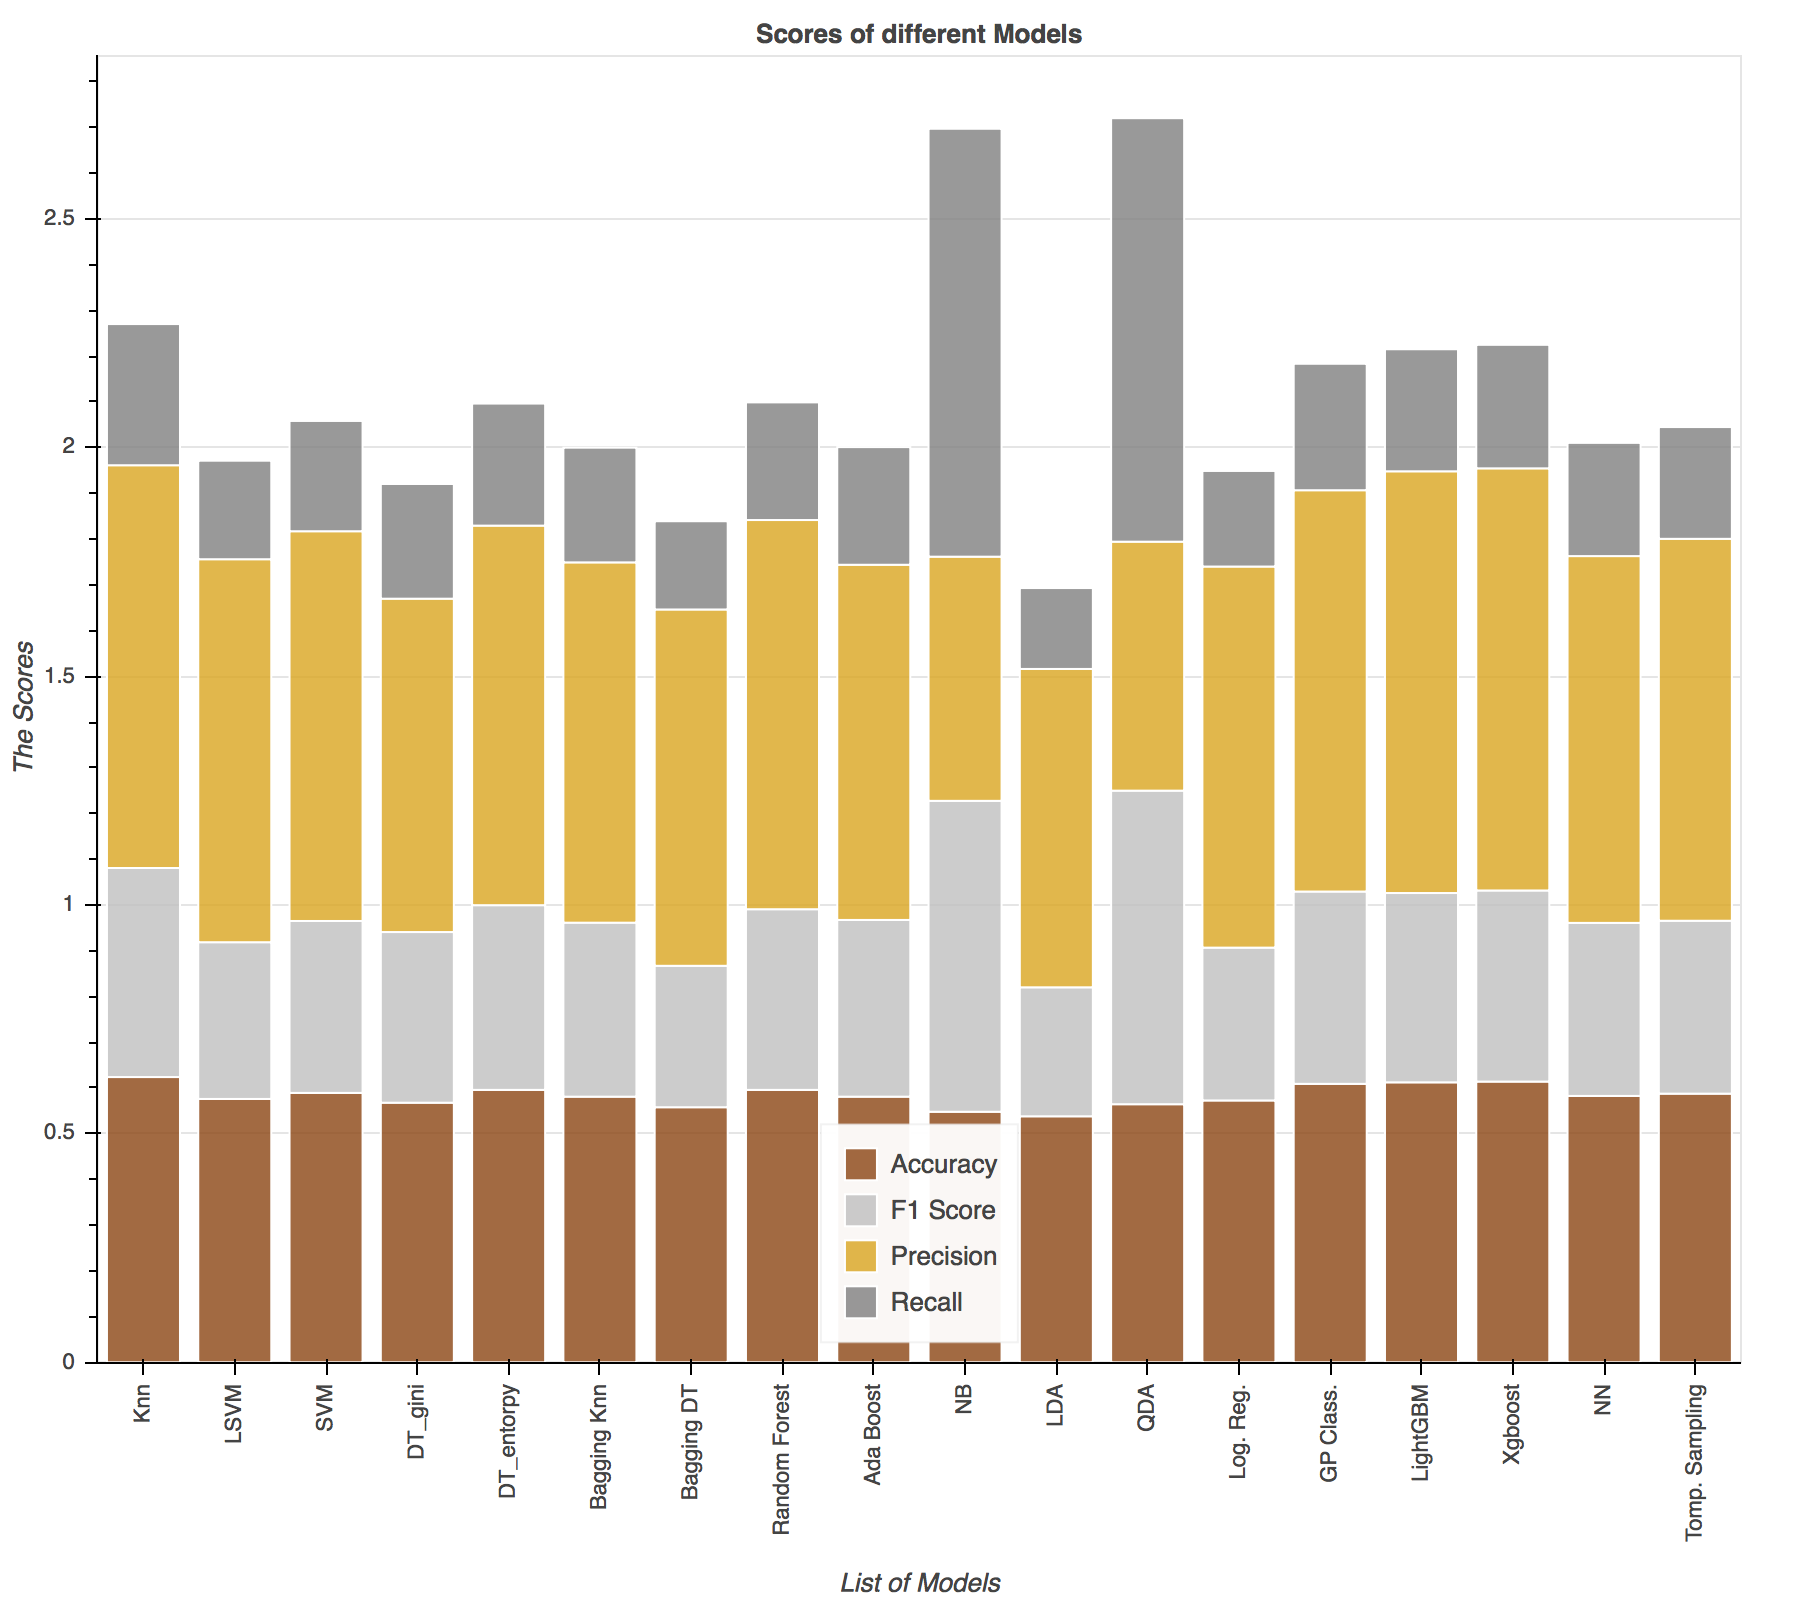 Scores of different Models
The Scores
2.5
2
1.5
1
0.5
0
Accuracy
F1 Score
Precision
Recall
Knn
LSVM
SVM
DT_gini
DT_entorpy
Bagging Knn
Bagging DT
Random Forest
Ada Boost
NB
LDA
QDA
Log. Reg.
GP Class.
LightGBM
Xgboost
NN
Tomp. Sampling
List of Models